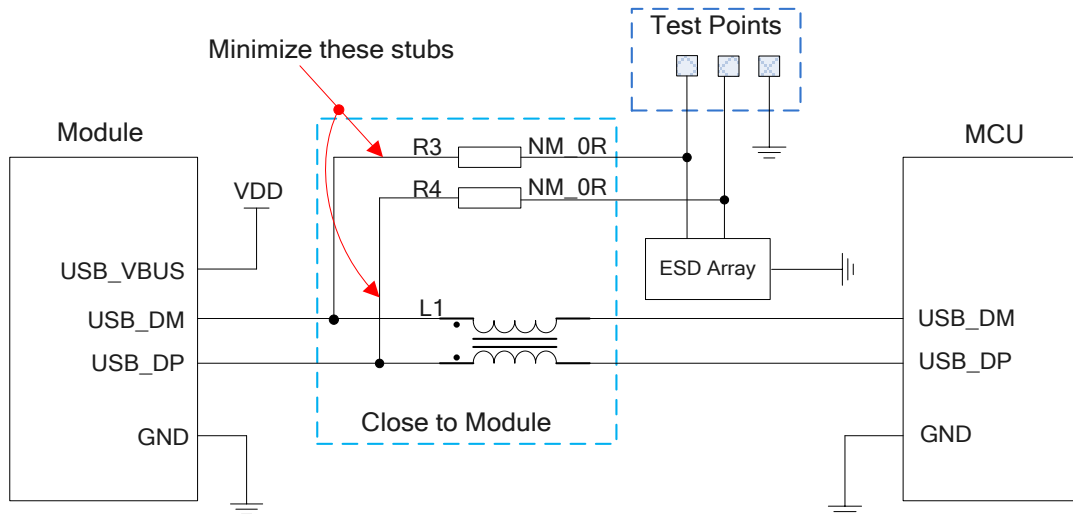 Test Points
Minimize these stubs
Module
MCU
R3 NM_0R
VDD
R4 NM_0R
ESD Array
USB_VBUS
USB_DM
L1
USB_DM
USB_DP
USB_DP
Close to Module
GND
GND